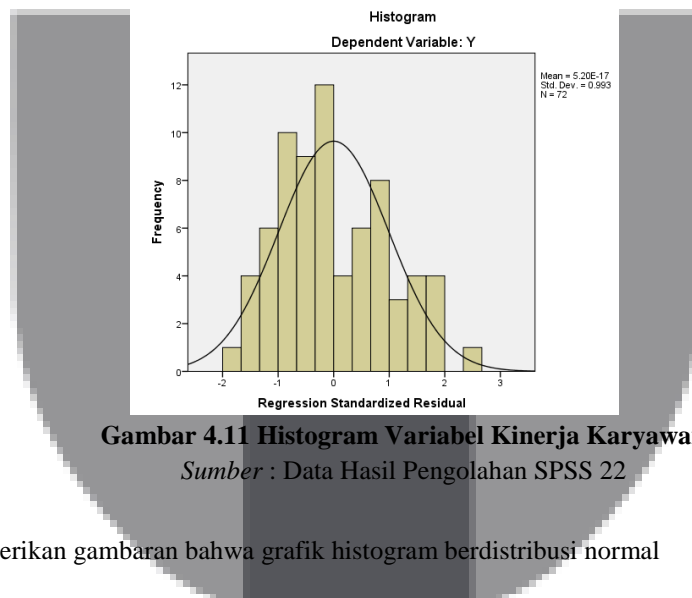 Histogram
Dependent Variable: Y
Mean = 5.20E-17
Std. Dev. = 0.993
N = 72
12
10
8
6
4
2
0
Frequency
-2 -1 0 1 2 3
Regression Standardized Residual
Gambar 4.11 Histogram Variabel Kinerja Karyawa
Sumber : Data Hasil Pengolahan SPSS 22
erikan gambaran bahwa grafik histogram berdistribusi normal